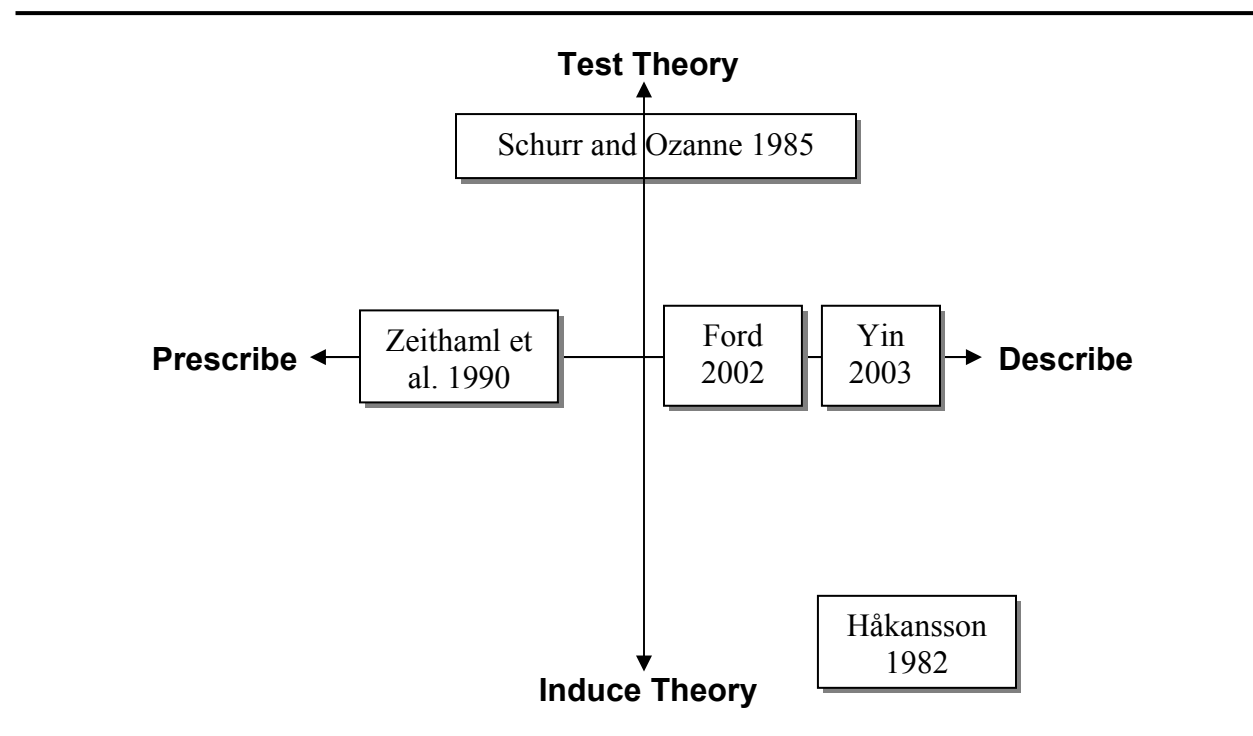 Test Theory
Schurr and Ozanne 1985
Prescribe
Zeithaml et
al. 1990
Ford
2002
Yin
2003
Describe
Håkansson
1982
Induce Theory